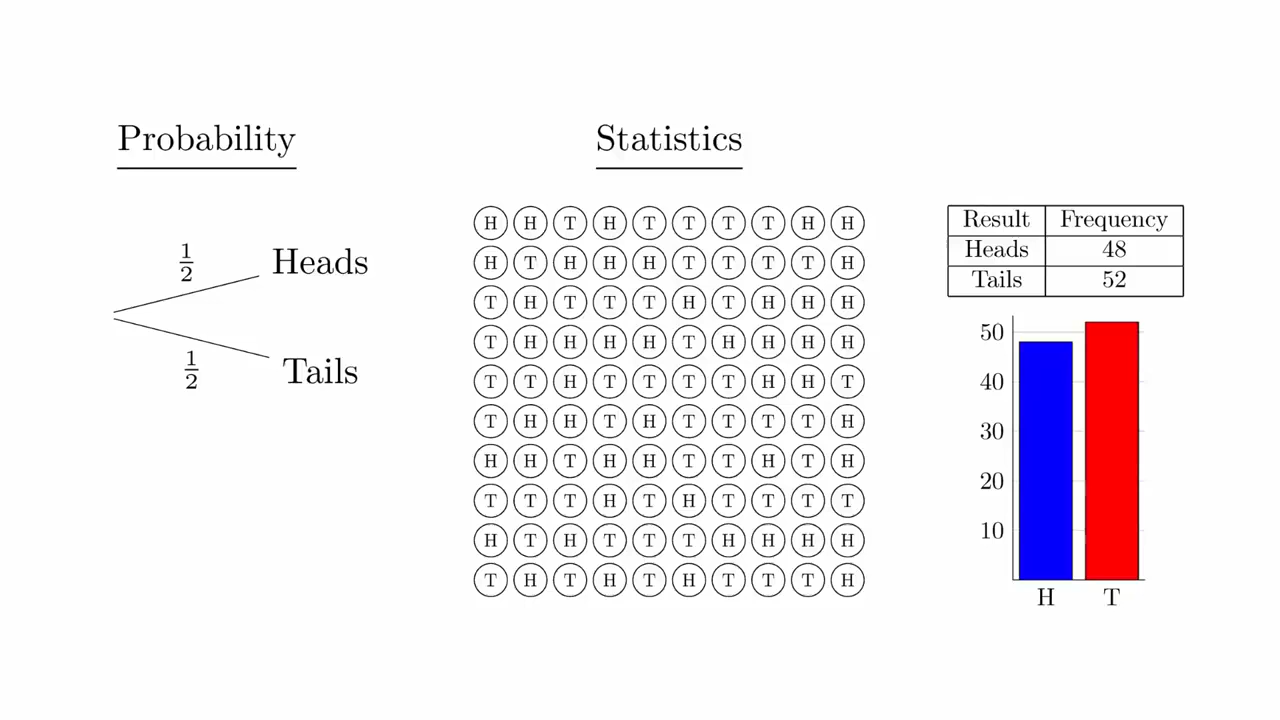 Probability
1/2 Heads
1/2 Tails
Statistics
H H T H T T T T H H
H T H H H T T T T H
T H T T T H T H H H
T H H H H T H H H H
T T H T T T T H H T
T H H T H T T T T H
H H T H H T T H T H
T T T H T H T T T T
H T H T T T H H H H
T H T H T H T T T H
Result Frequency
Heads 48
Tails 52
50
40
30
20
10
H T